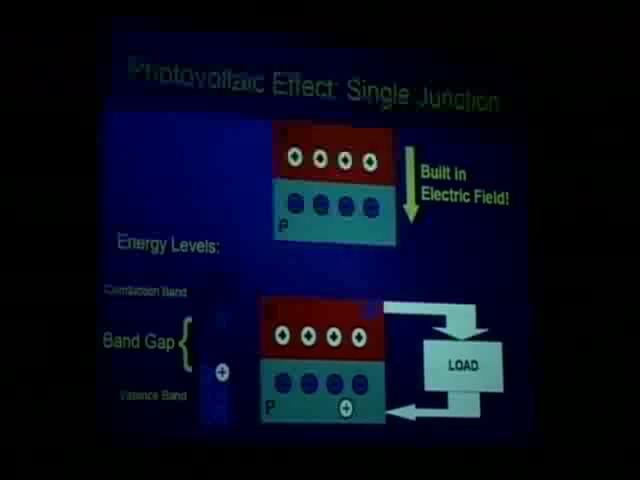 Photovoltaic Effect: Single Junction
Built in
Electric Field!
P
Energy Levels:
Conduction Band
Band Gap
Valence Band
LOAD
P